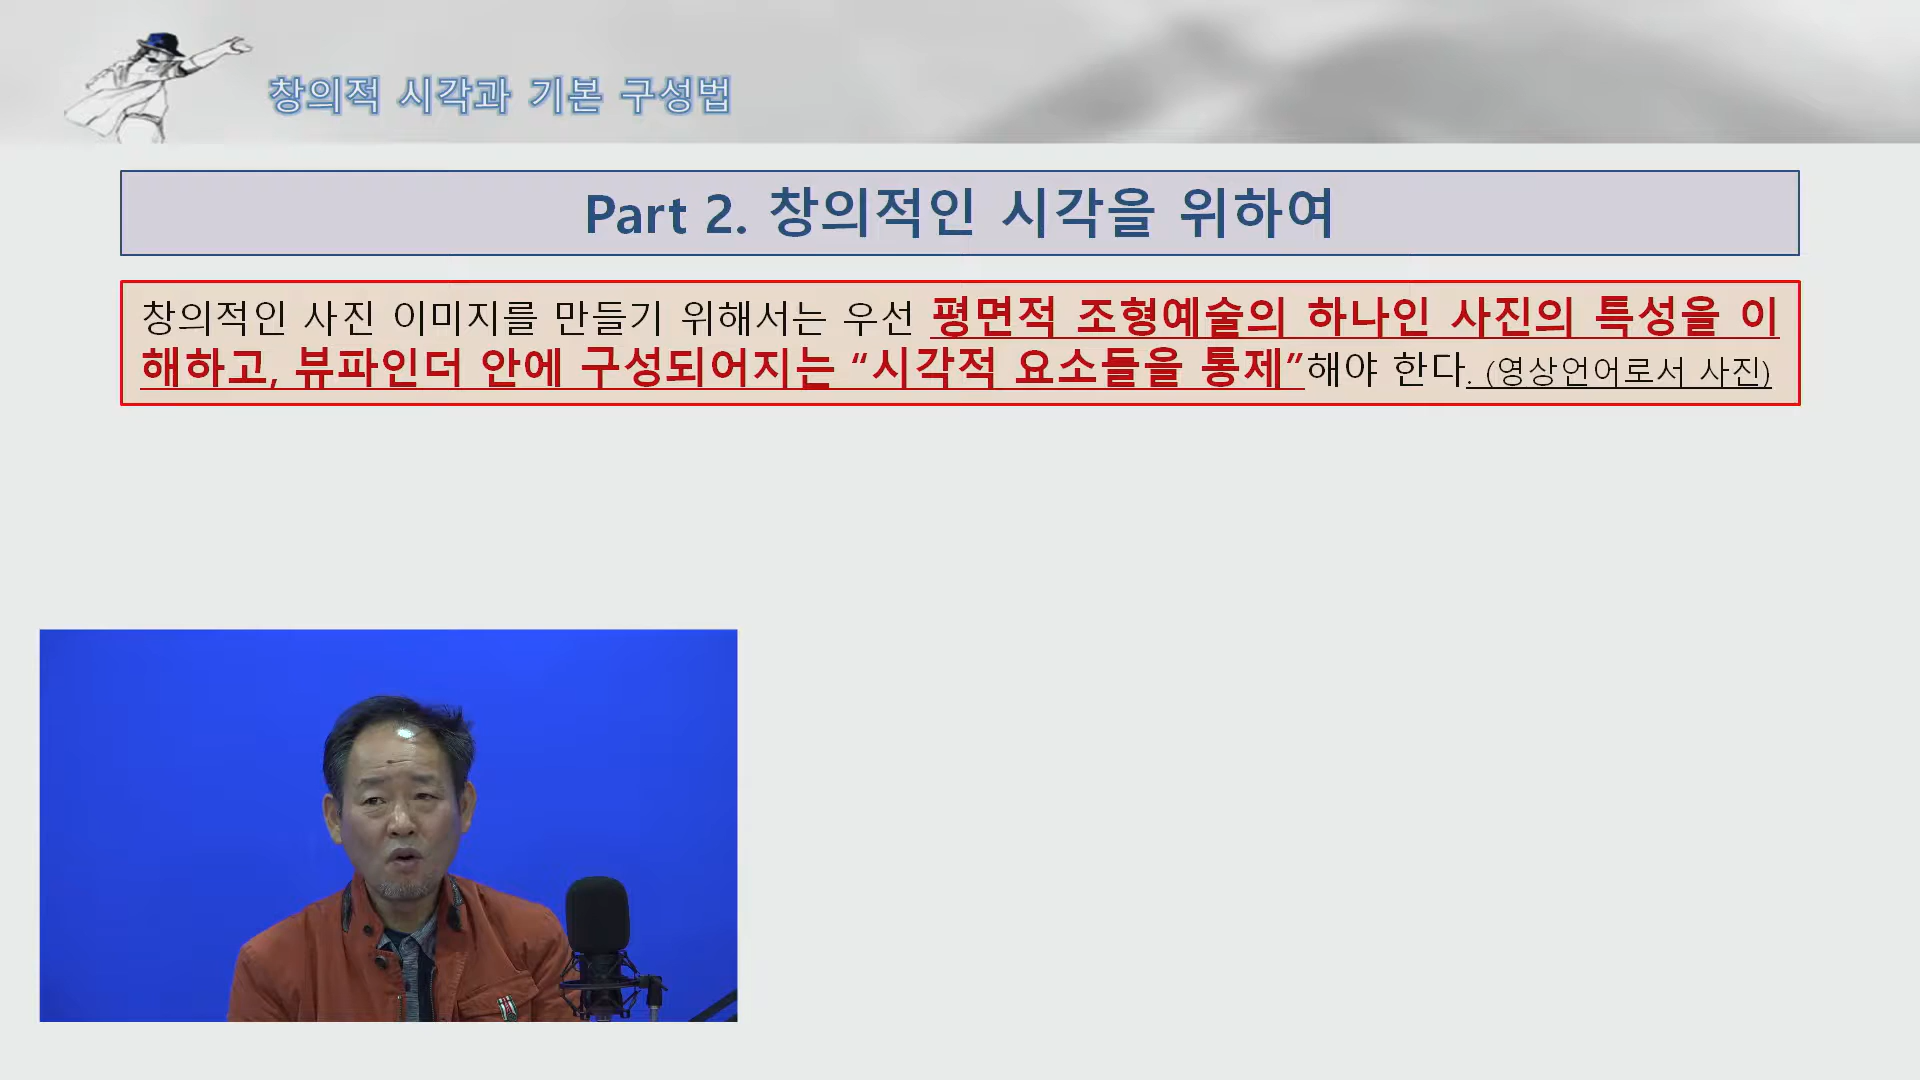 창의적 시각과 기본 구성법
Part 2. 창의적인 시각을 위하여
창의적인 사진 이미지를 만들기 위해서는 우선 평면적 조형예술의 하나인 사진의 특성을 이
해하고, 뷰파인더 안에 구성되어지는 “시각적 요소들을 통제”해야 한다. (영상언어로서 사진)